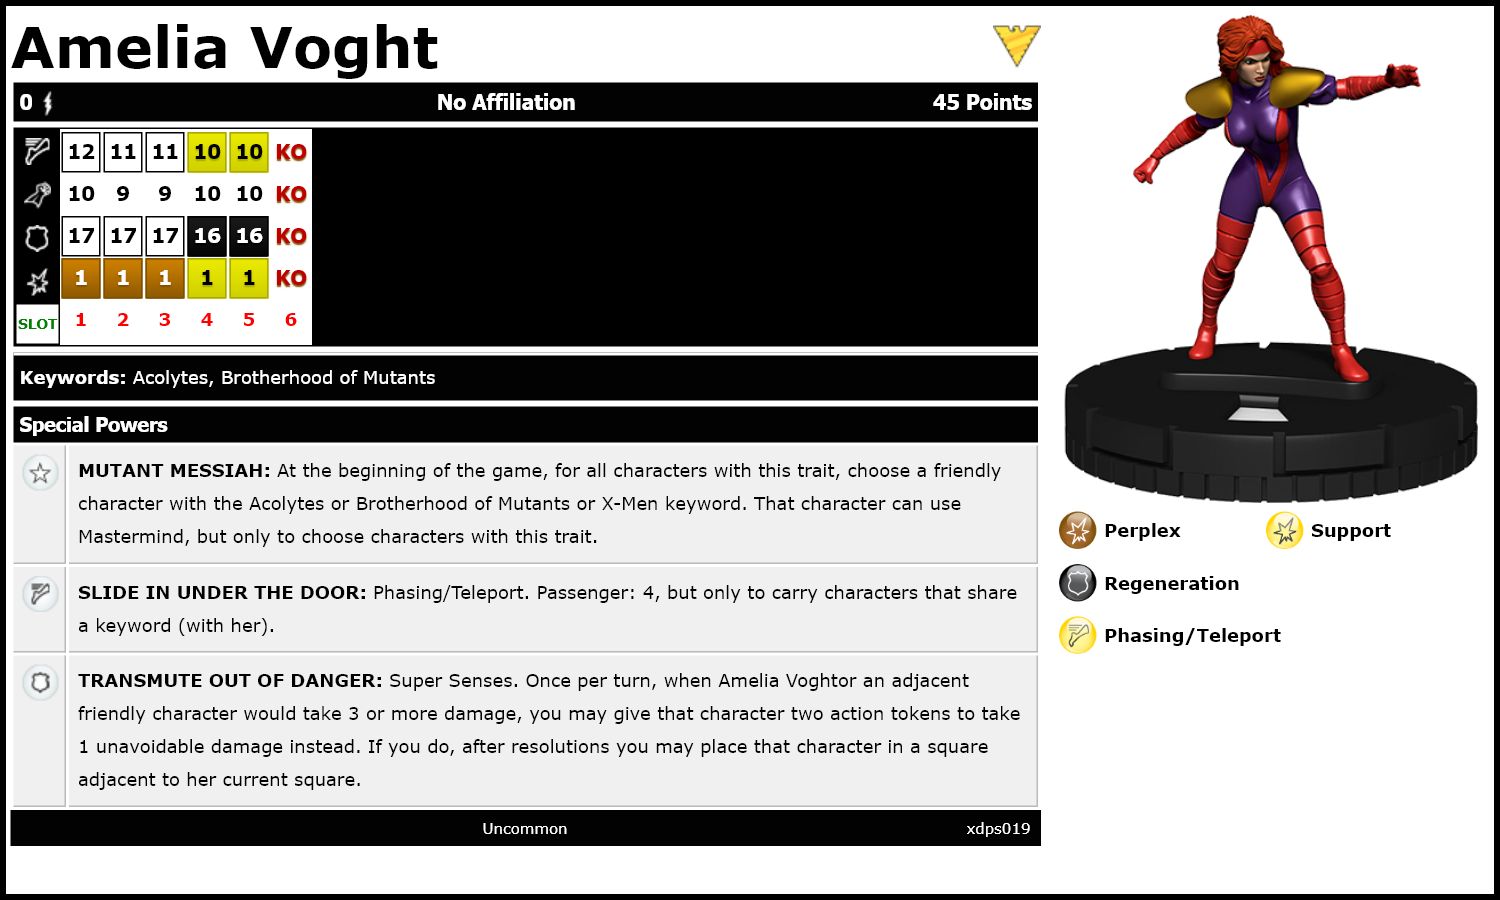 Amelia Voght
0 No Affiliation 45 Points
12 11 11 10 10 KO
10 9 9 10 10 KO
17 17 17 16 16 KO
1 1 1 1 1 KO
SLOT 1 2 3 4 5 6
Keywords: Acolytes, Brotherhood of Mutants
Special Powers
MUTANT MESSIAH: At the beginning of the game, for all characters with this trait, choose a friendly
character with the Acolytes or Brotherhood of Mutants or X-Men keyword. That character can use
Mastermind, but only to choose characters with this trait.
SLIDE IN UNDER THE DOOR: Phasing/Teleport. Passenger: 4, but only to carry characters that share
a keyword (with her).
TRANSMUTE OUT OF DANGER: Super Senses. Once per turn, when Amelia Voghtor an adjacent
friendly character would take 3 or more damage, you may give that character two action tokens to take
1 unavoidable damage instead. If you do, after resolutions you may place that character in a square
adjacent to her current square.
Uncommon xdps019
Perplex Support
Regeneration
Phasing/Teleport